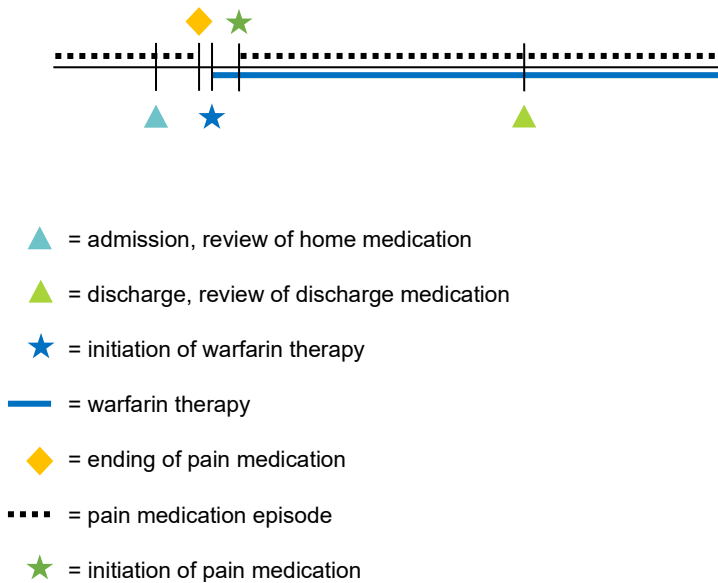 = admission, review of home medication
= discharge, review of discharge medication
= initiation of warfarin therapy
= warfarin therapy
= ending of pain medication
= pain medication episode
= initiation of pain medication